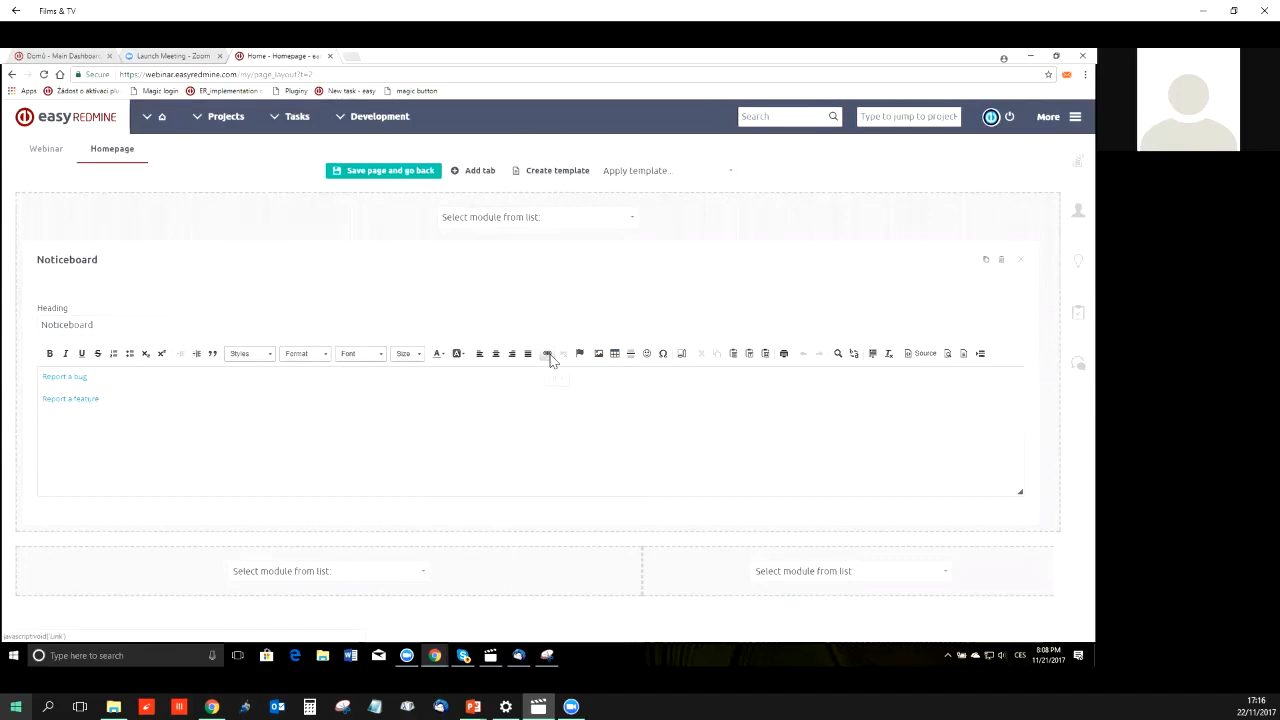 Films & TV
Domů - Main Dashboar
Launch Meeting - Zoom
Home - Homepage - ea
Secure
https://webinar.easyredmine.com/my/page_layout?t=2
Apps
Žádost o aktivaci plu
Magic login
ER_implementation c
Pluginy
New task - easy
magic button
easy REDMINE
Projects
Tasks
Development
Search
Type to jump to project
More
Webinar
Homepage
Save page and go back
Add tab
Create template
Apply template...
Select module from list:
Noticeboard
Heading
Noticeboard
Styles
Format
Font
Size
Source
Report a bug
Report a feature
Select module from list:
Select module from list:
javascript:void('Link')
Type here to search
CES
8:08 PM
11/21/2017
17:16
22/11/2017